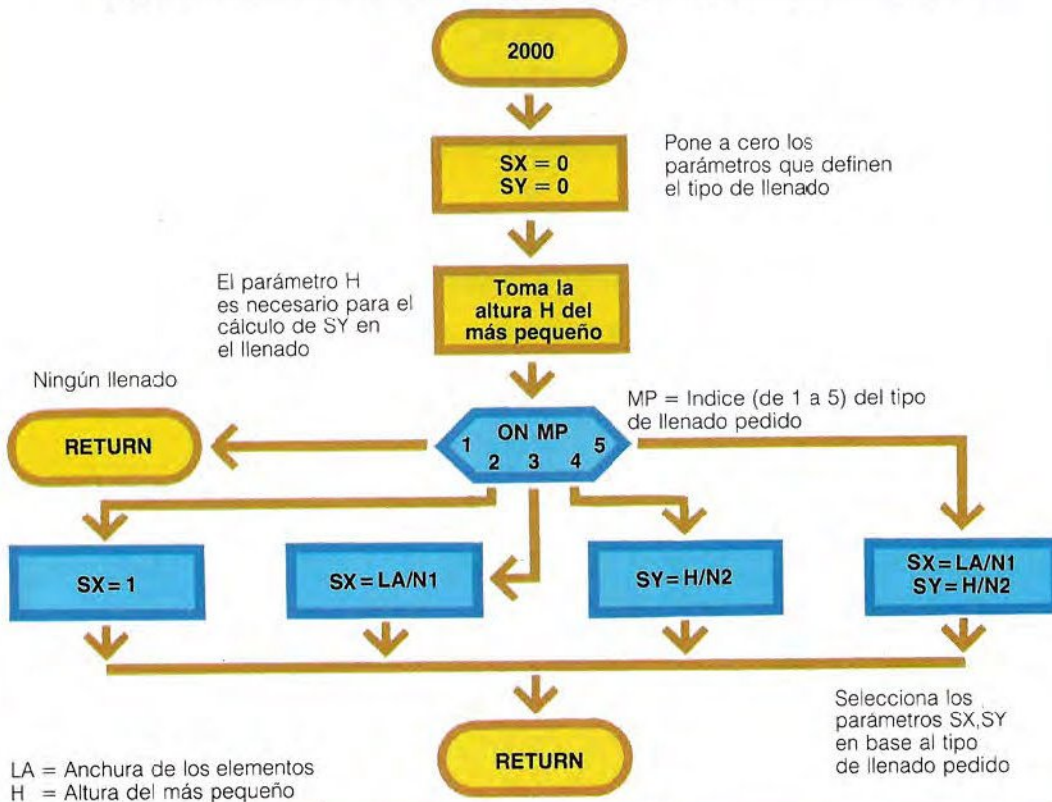 2000
SX = 0
SY = 0
Pone a cero los
parámetros que definen
el tipo de llenado
El parámetro H
es necesario para el
cálculo de SY en
el llenado
Toma la
altura H del
más pequeño
Ningún llenado
RETURN
ON MP
1 2 3 4 5
MP = Indice (de 1 a 5) del tipo
de llenado pedido
SX = 1
SX = LA/N1
SY = H/N2
SX = LA/N1
SY = H/N2
RETURN
Selecciona los
parámetros SX,SY
en base al tipo
de llenado pedido
LA = Anchura de los elementos
H = Altura del más pequeño